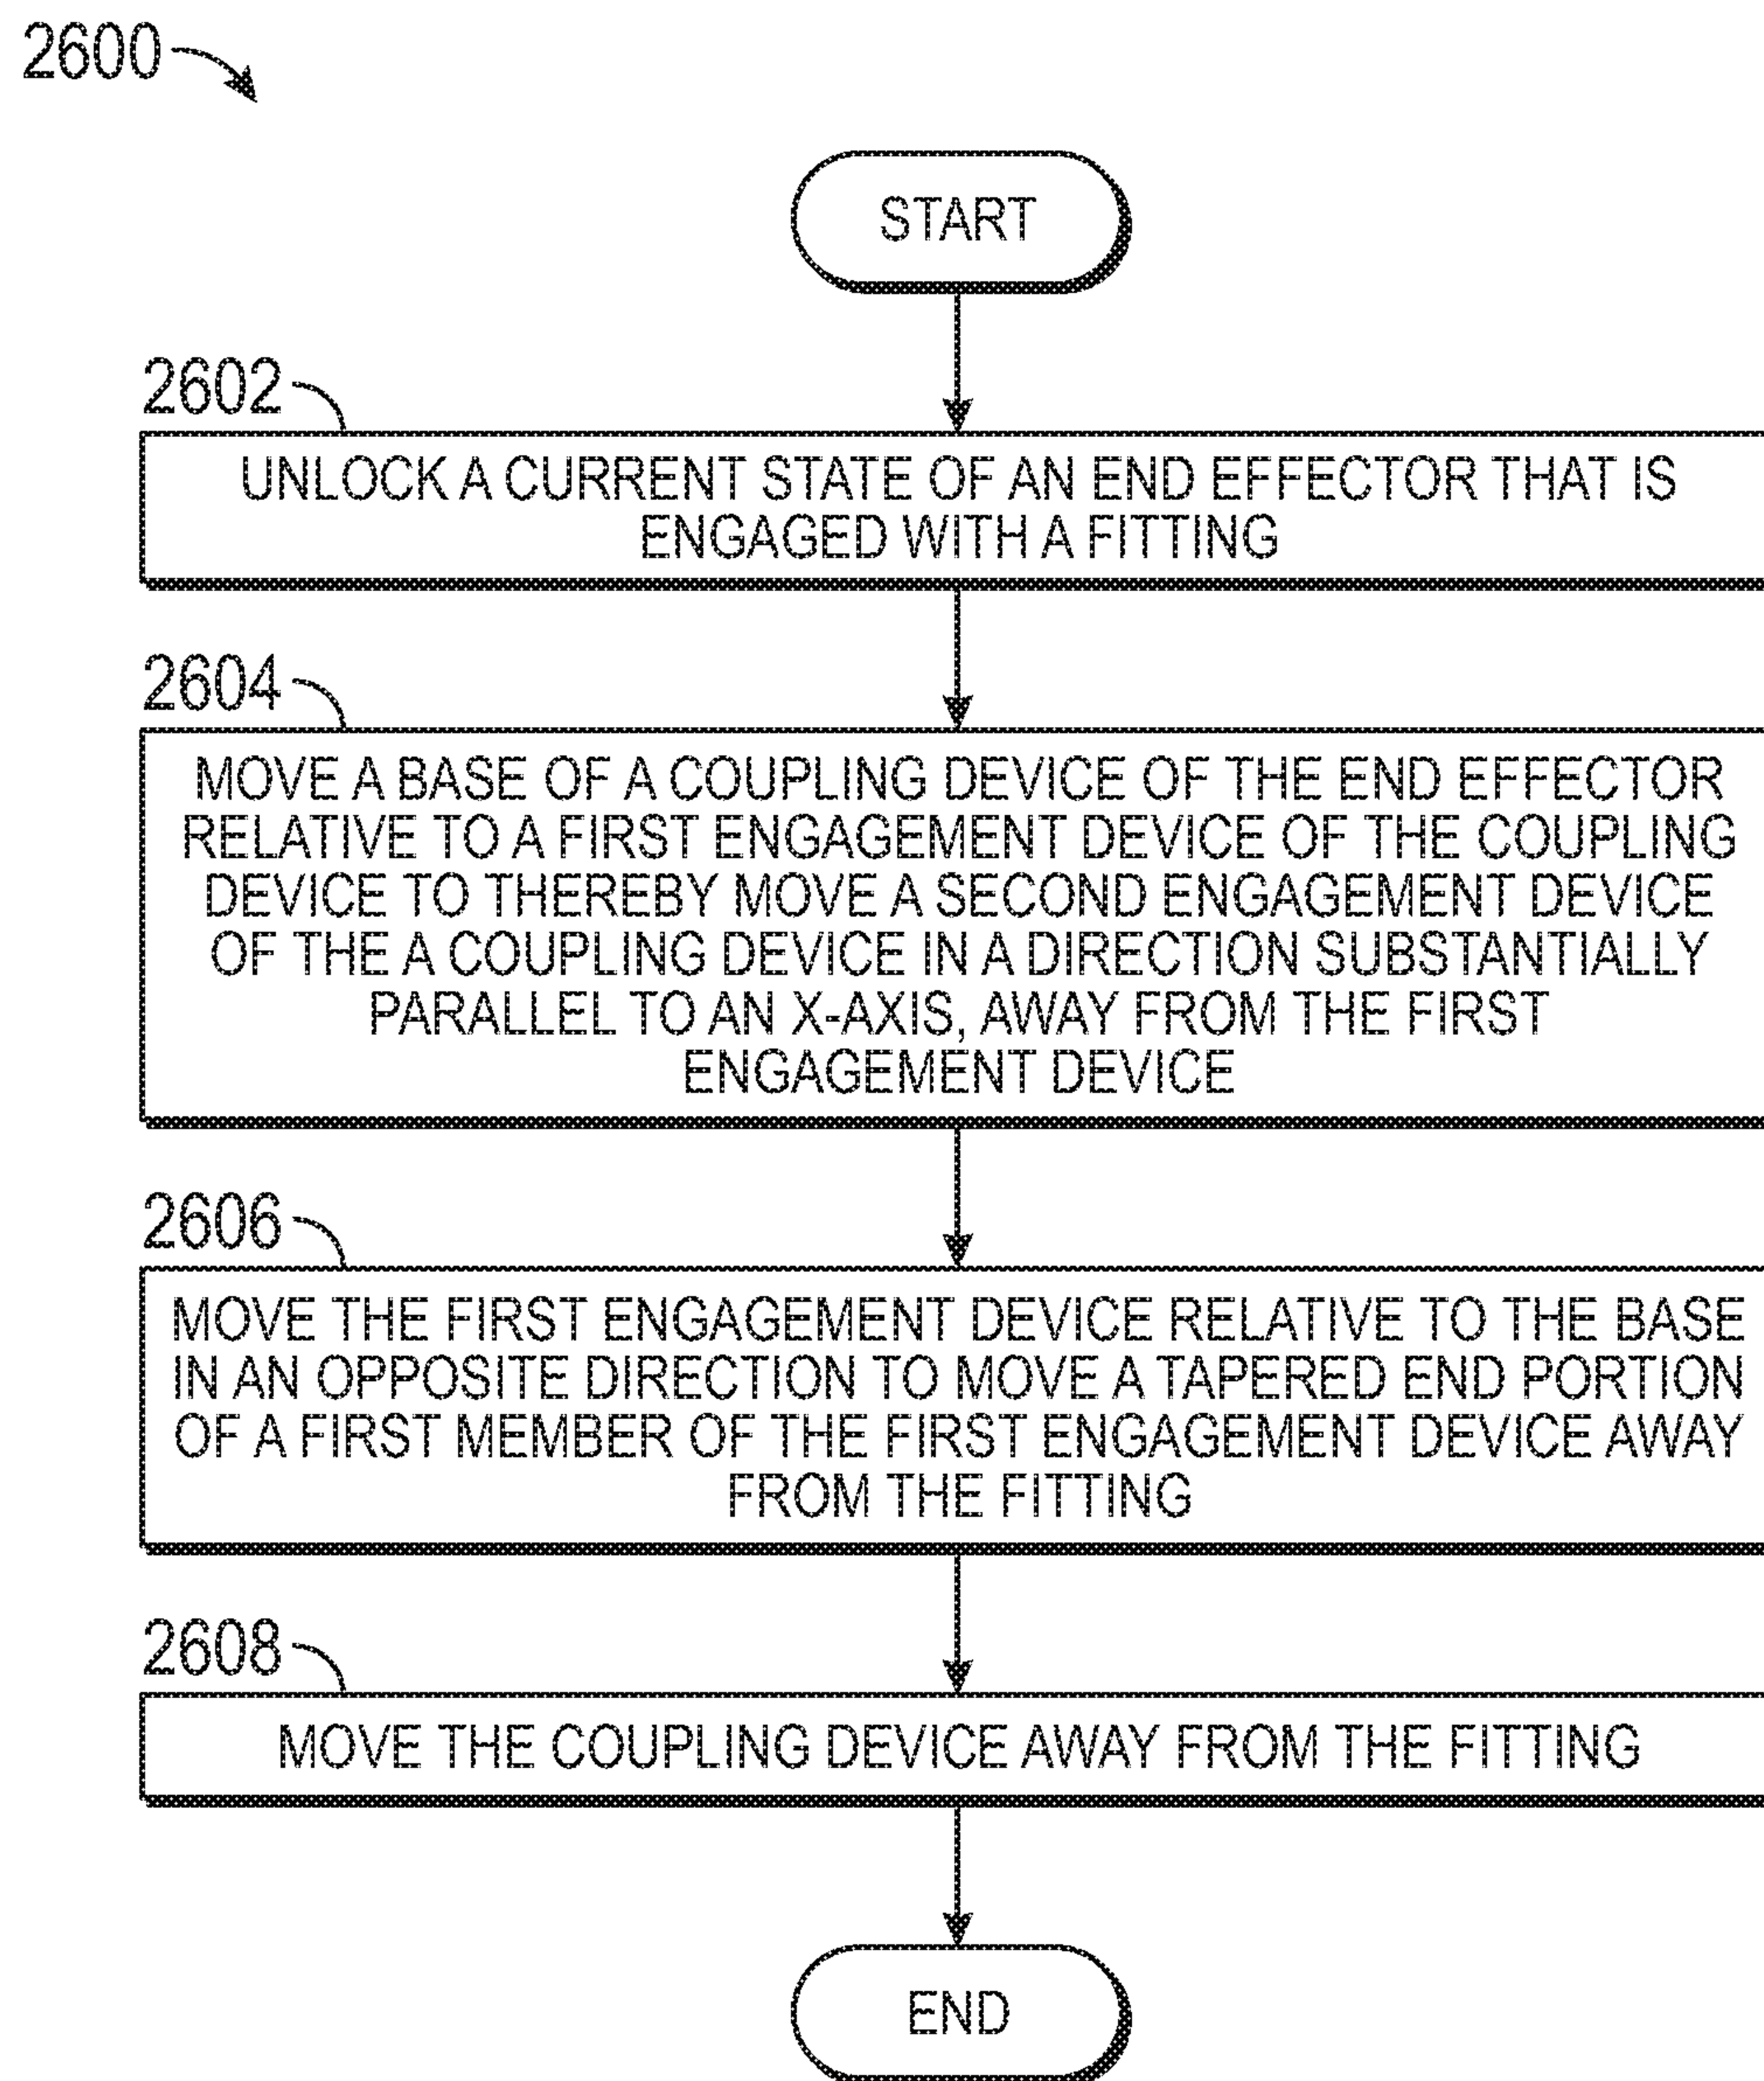 2600
START
2602
UNLOCK A CURRENT STATE OF AN END EFFECTOR THAT IS
ENGAGED WITH A FITTING
2604
MOVE A BASE OF A COUPLING DEVICE OF THE END EFFECTOR
RELATIVE TO A FIRST ENGAGEMENT DEVICE OF THE COUPLING
DEVICE TO THEREBY MOVE A SECOND ENGAGEMENT DEVICE
OF THE A COUPLING DEVICE IN A DIRECTION SUBSTANTIALLY
PARALLEL TO AN X-AXIS, AWAY FROM THE FIRST
ENGAGEMENT DEVICE
2606
MOVE THE FIRST ENGAGEMENT DEVICE RELATIVE TO THE BASE
IN AN OPPOSITE DIRECTION TO MOVE A TAPERED END PORTION
OF A FIRST MEMBER OF THE FIRST ENGAGEMENT DEVICE AWAY
FROM THE FITTING
2608
MOVE THE COUPLING DEVICE AWAY FROM THE FITTING
END